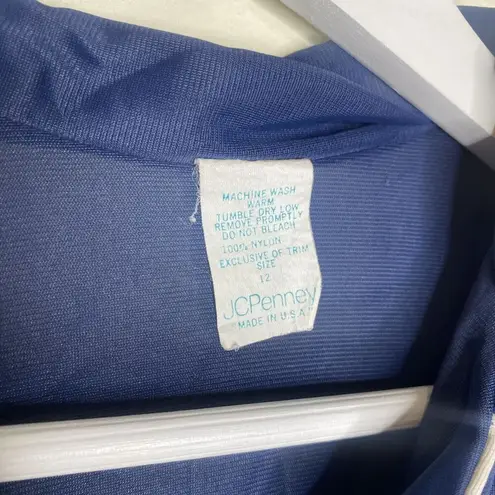 MACHINE WASH
WARM
TUMBLE DRY LOW
REMOVE PROMPTLY
DO NOT BLEACH
100% NYLON
EXCLUSIVE OF TRIM
SIZE
12
JCPenney
MADE IN U.S.A.